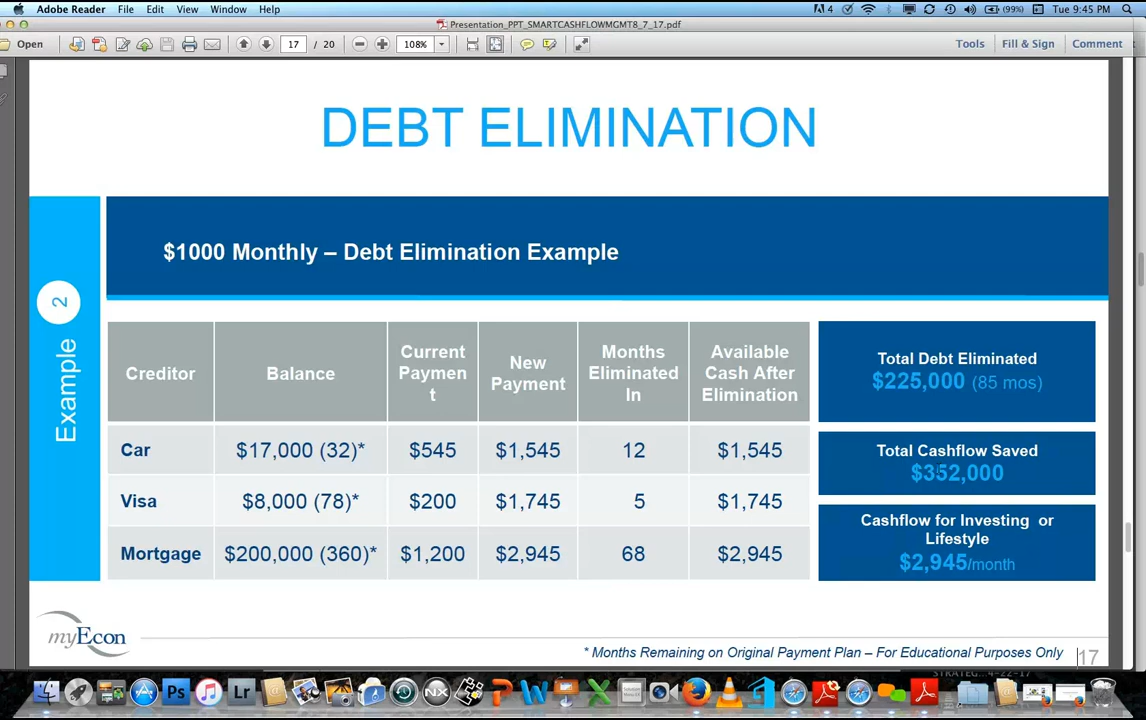 Adobe Reader File Edit View Window Help
4 (99%) Tue 9:45 PM
Presentation_PPT_SMARTCASHFLOWMGMT8_7_17.pdf
Open 17 / 20 108% Tools Fill & Sign Comment
DEBT ELIMINATION
Example 2
$1000 Monthly – Debt Elimination Example
Creditor
Balance
Current
Paymen
t
New
Payment
Months
Eliminated
In
Available
Cash After
Elimination
Car $17,000 (32)* $545 $1,545 12 $1,545
Visa $8,000 (78)* $200 $1,745 5 $1,745
Mortgage $200,000 (360)* $1,200 $2,945 68 $2,945
Total Debt Eliminated
$225,000 (85 mos)
Total Cashflow Saved
$352,000
Cashflow for Investing or
Lifestyle
$2,945/month
myEcon
* Months Remaining on Original Payment Plan – For Educational Purposes Only
17
Ps Lr NX